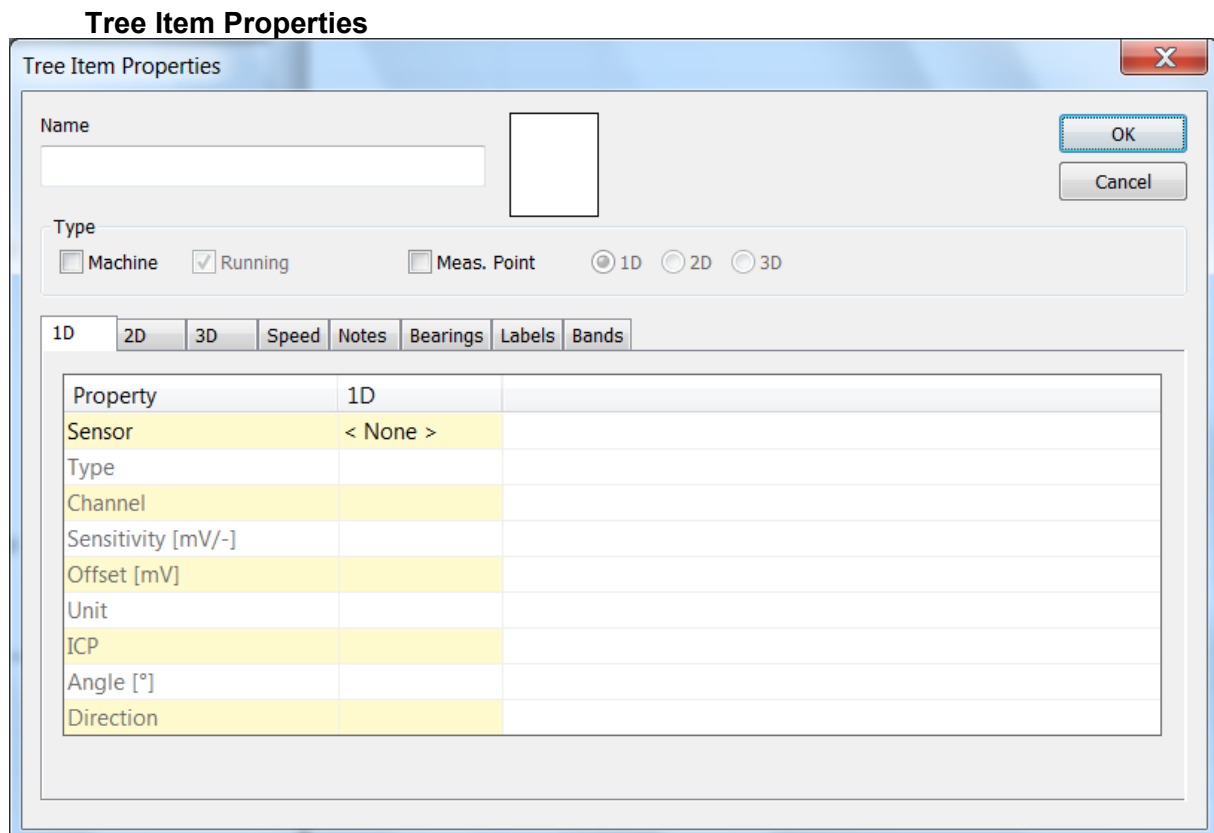 Tree Item Properties
Tree Item Properties
X
Name
OK
Cancel
Type
Machine Running Meas. Point 1D 2D 3D
1D 2D 3D Speed Notes Bearings Labels Bands
Property 1D
Sensor < None >
Type
Channel
Sensitivity [mV/-]
Offset [mV]
Unit
ICP
Angle [°]
Direction